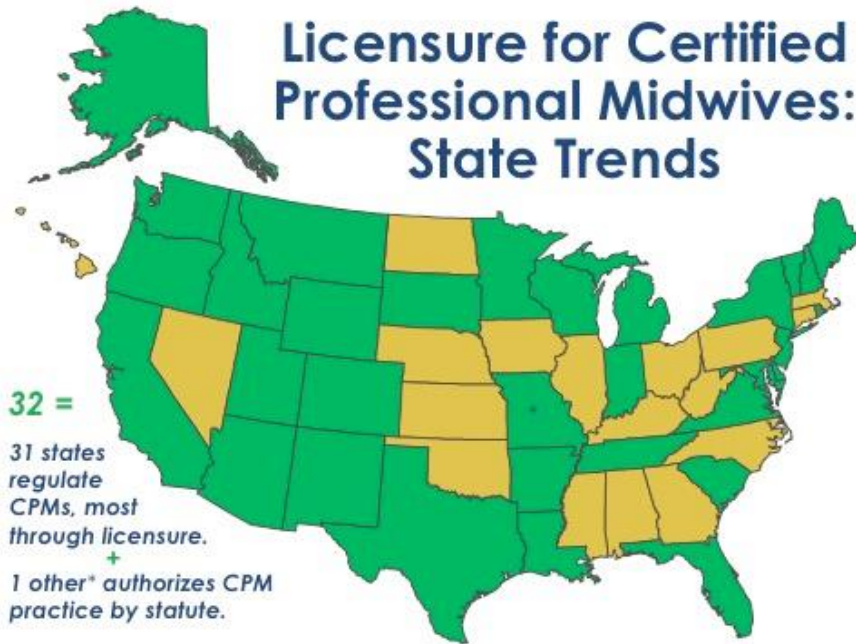 Licensure for Certified
Professional Midwives:
State Trends
32 =
31 states
regulate
CPMs, most
through licensure.
+
1 other* authorizes CPM
practice by statute.
*